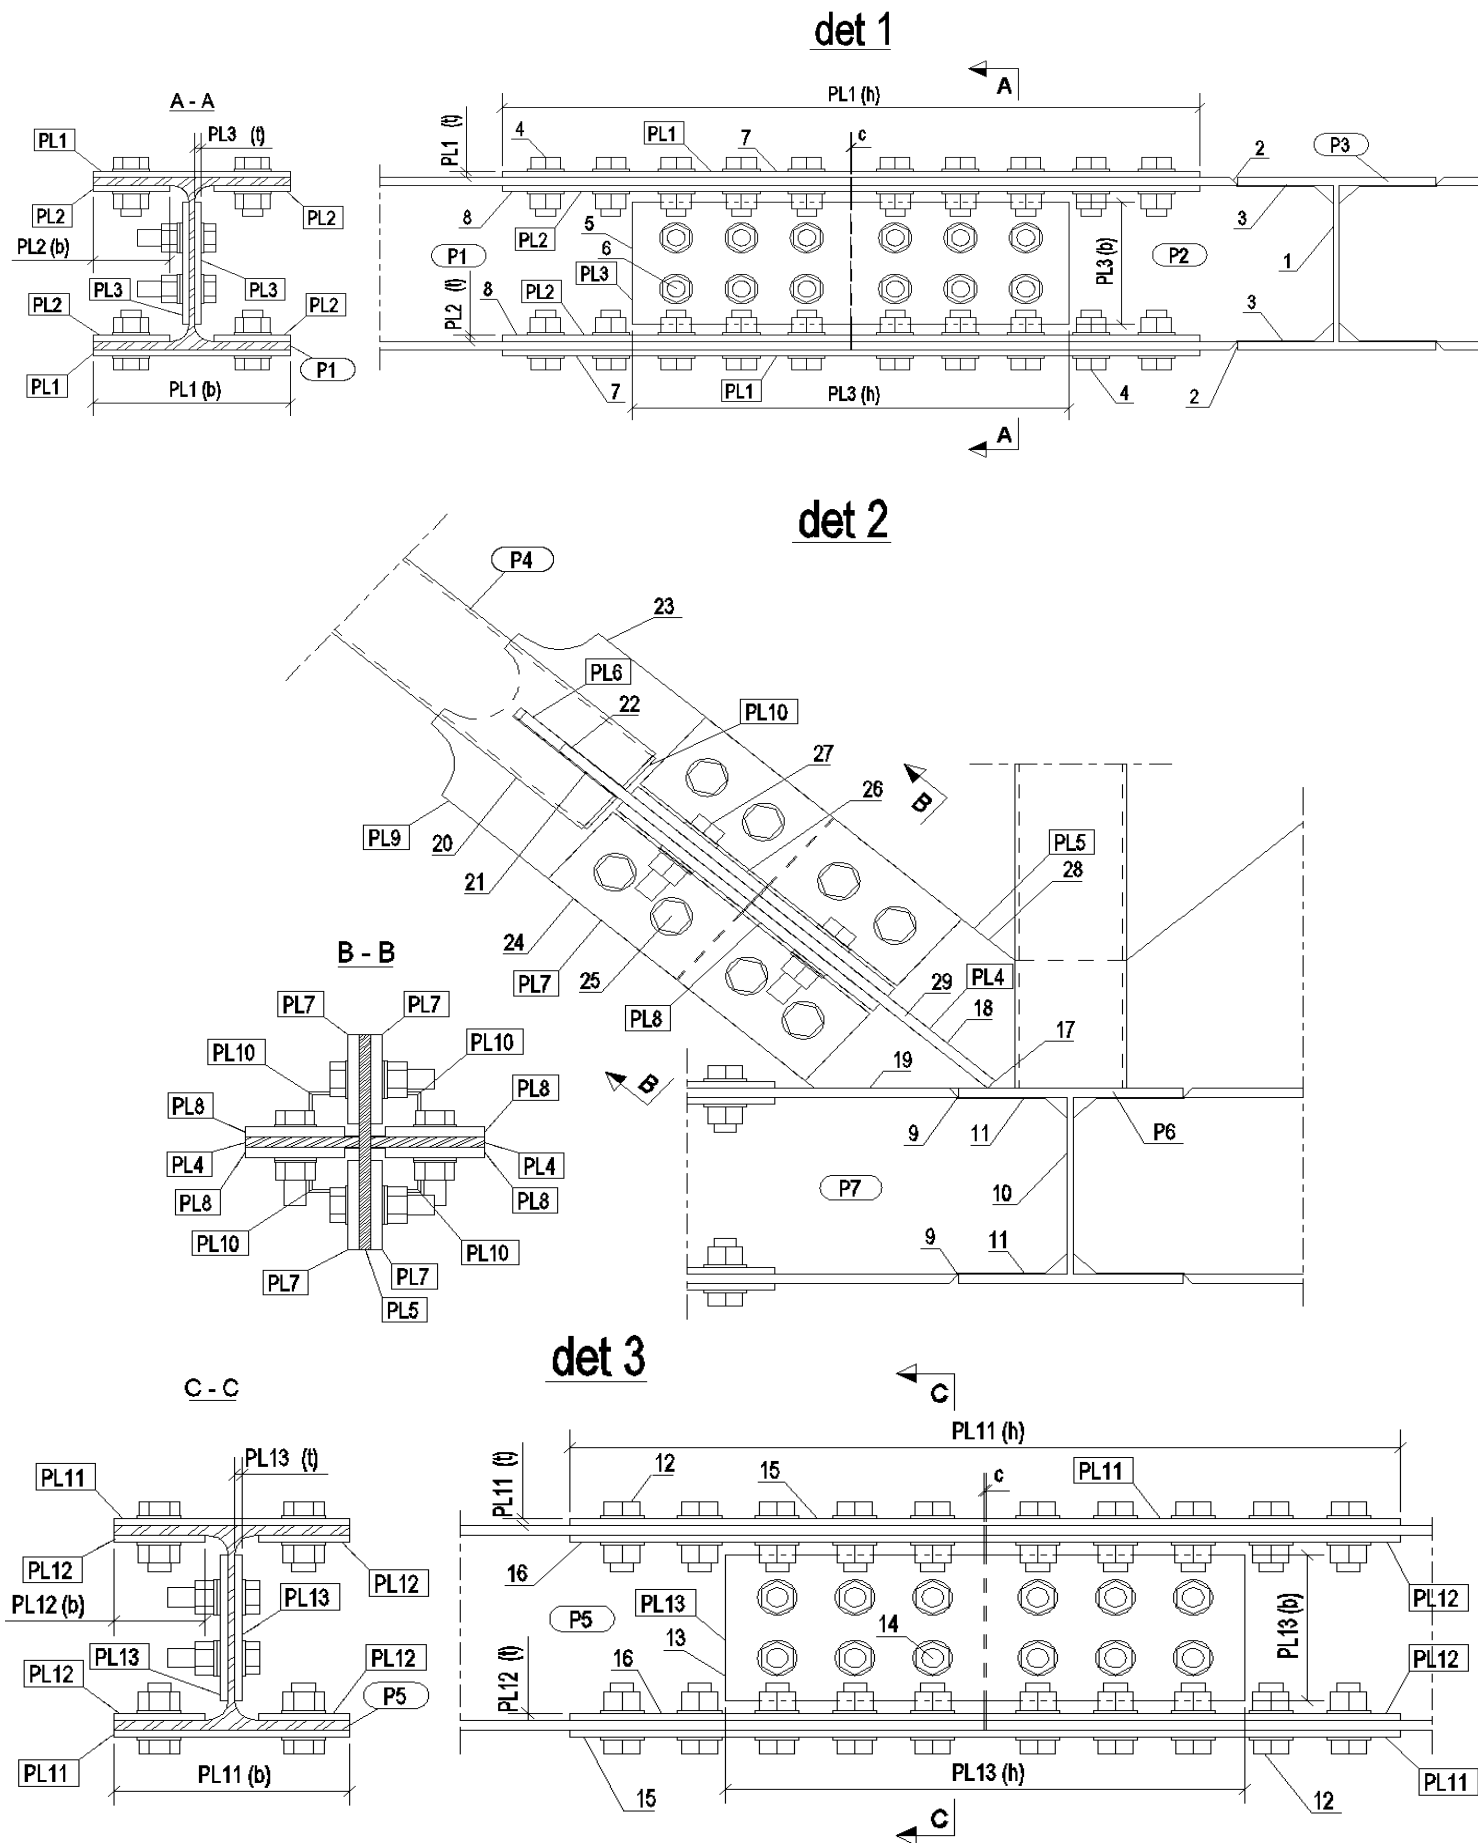 det 1
A
PL1 (h)
A - A
PL3 (t)
PL1
PL1 (t)
4
PL1
7
c
2
P3
PL2
PL2
8
PL2
5
6
3
3
PL2 (b)
P1
PL3 (b)
P2
1
PL3
PL3
PL3
PL2
PL2
PL2 (t)
8
PL2
PL1
P1
PL1 (b)
7
PL1
PL3 (h)
4
2
A
det 2
P4
23
PL6
22
PL10
27
26
B
PL9
20
21
PL5
28
24
B - B
PL7
25
PL8
29
PL4
18
17
PL7
PL7
PL10
PL10
B
19
PL8
PL8
9
11
P6
PL4
PL4
PL8
PL8
P7
10
PL10
PL10
9
11
PL7
PL7
PL5
det 3
C
C - C
PL11 (h)
PL13 (t)
PL11
PL11 (t)
12
15
PL11
c
PL12
PL12
16
PL12
PL12 (b)
PL13
P5
PL13
14
PL13 (b)
13
PL13
PL12
PL12
PL12 (t)
16
PL12
P5
PL11
PL11 (b)
15
PL13 (h)
12
PL11
C